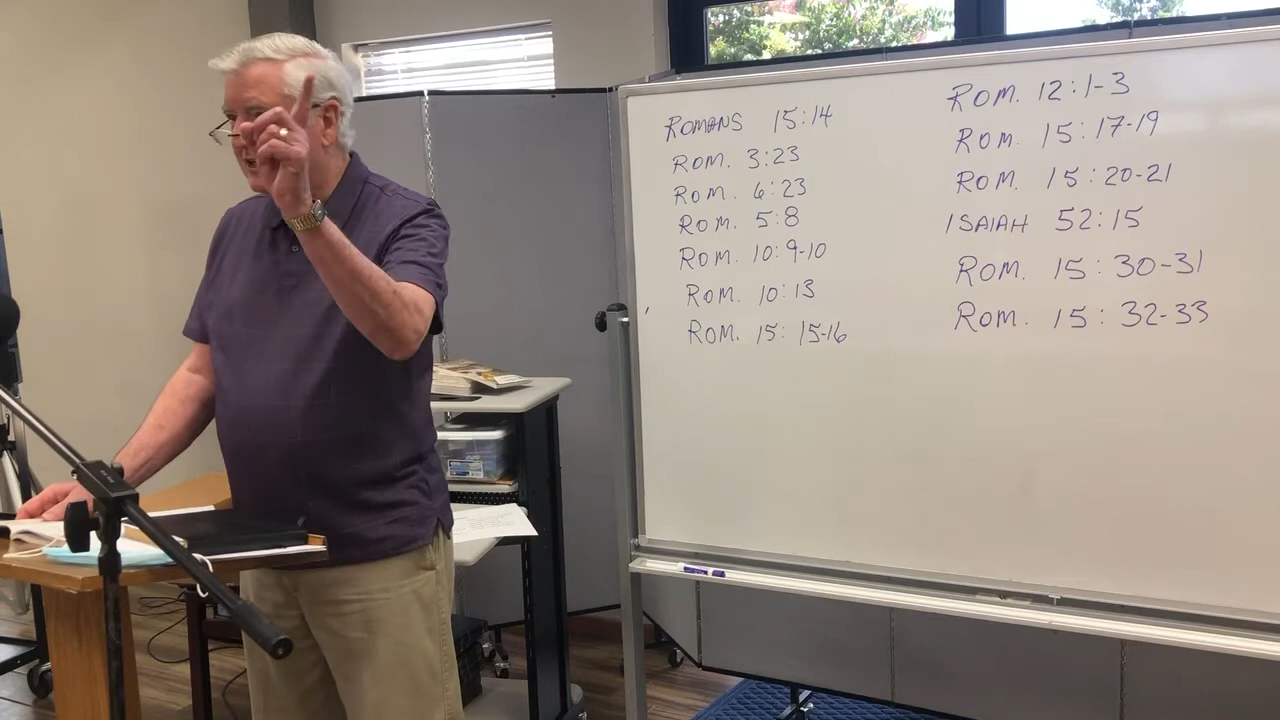 ROMANS 15:14
ROM. 3:23
ROM. 6:23
ROM. 5:8
ROM. 10:9-10
ROM. 10:13
ROM. 15:15-16
ROM. 12:1-3
ROM. 15:17-19
ROM. 15:20-21
ISAIAH 52:15
ROM. 15:30-31
ROM. 15:32-33